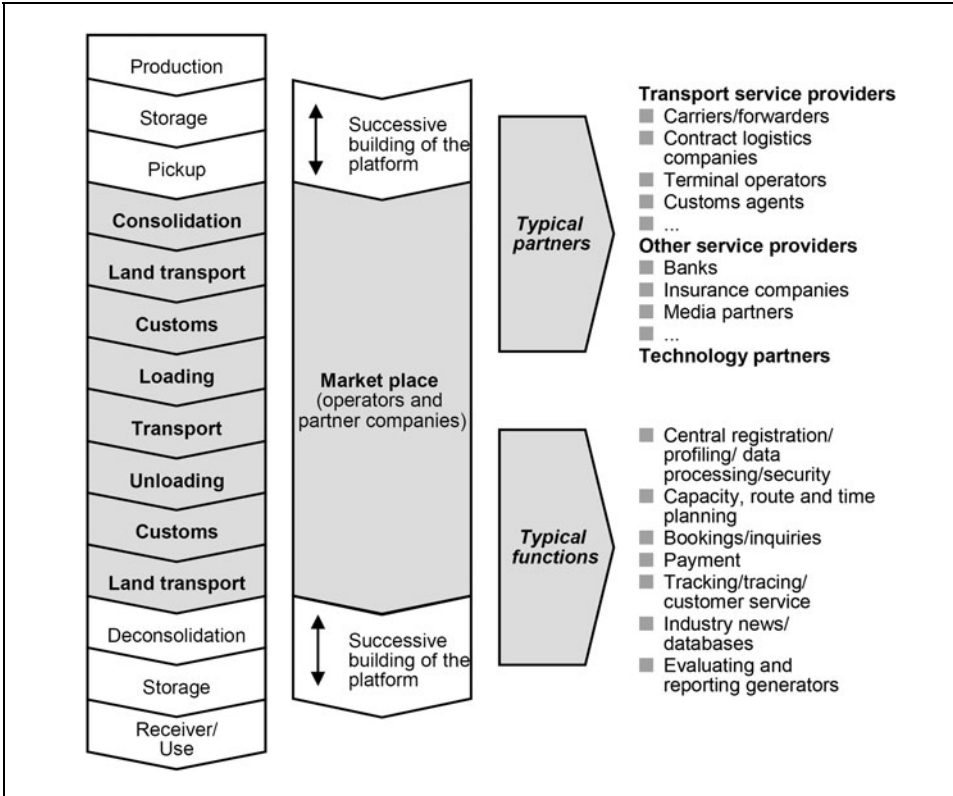 Production
Storage
Pickup
Consolidation
Land transport
Customs
Loading
Transport
Unloading
Customs
Land transport
Deconsolidation
Storage
Receiver/
Use
Successive
building of the
platform
Market place
(operators and
partner companies)
Successive
building of the
platform
Typical
partners
Transport service providers
Carriers/forwarders
Contract logistics
companies
Terminal operators
Customs agents
...
Other service providers
Banks
Insurance companies
Media partners
...
Technology partners
Typical
functions
Central registration/
profiling/ data
processing/security
Capacity, route and time
planning
Bookings/inquiries
Payment
Tracking/tracing/
customer service
Industry news/
databases
Evaluating and
reporting generators